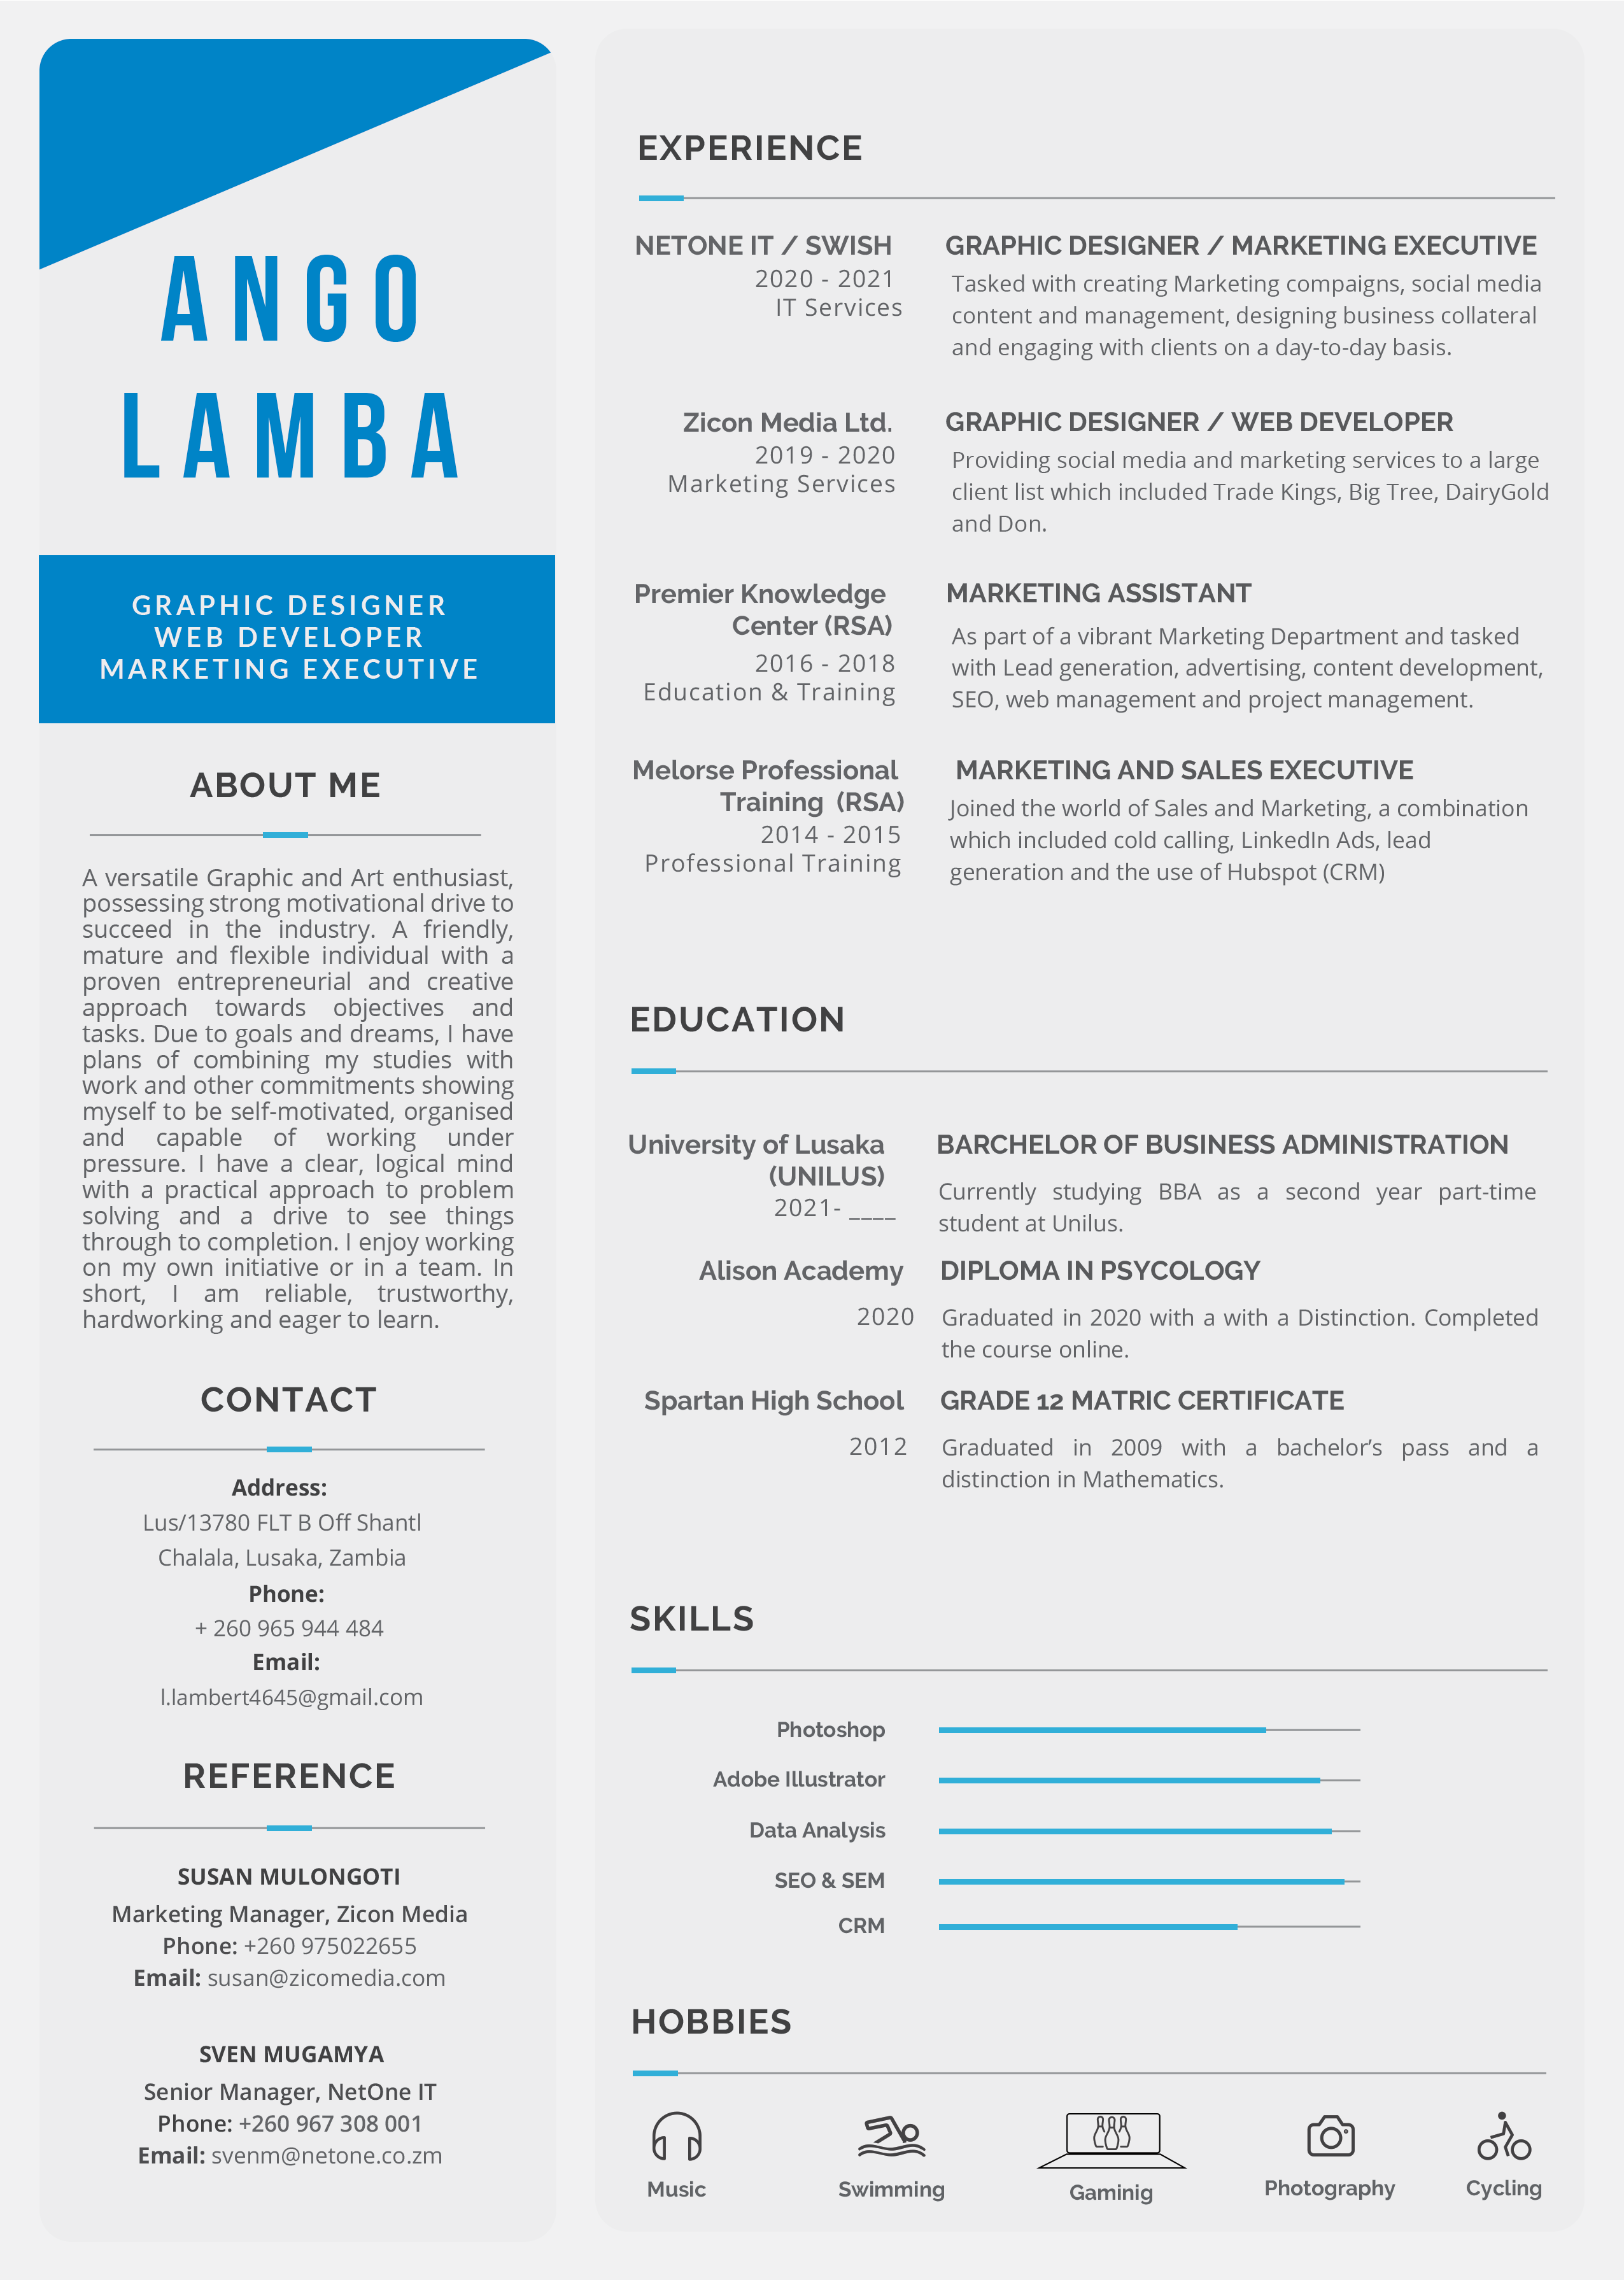 ANGO
LAMBA
GRAPHIC DESIGNER
WEB DEVELOPER
MARKETING EXECUTIVE
ABOUT ME
A versatile Graphic and Art enthusiast,
possessing strong motivational drive to
succeed in the industry. A friendly,
mature and flexible individual with a
proven entrepreneurial and creative
approach towards objectives and
tasks. Due to goals and dreams, I have
plans of combining my studies with
work and other commitments showing
myself to be self-motivated, organised
and capable of working under
pressure. I have a clear, logical mind
with a practical approach to problem
solving and a drive to see things
through to completion. I enjoy working
on my own initiative or in a team. In
short, I am reliable, trustworthy,
hardworking and eager to learn.
CONTACT
Address:
Lus/13780 FLT B Off Shantl
Chalala, Lusaka, Zambia
Phone:
+ 260 965 944 484
Email:
l.lambert4645@gmail.com
REFERENCE
SUSAN MULONGOTI
Marketing Manager, Zicon Media
Phone: +260 975022655
Email: susan@zicomedia.com
SVEN MUGAMYA
Senior Manager, NetOne IT
Phone: +260 967 308 001
Email: svenm@netone.co.zm
EXPERIENCE
NETONE IT / SWISH
2020 - 2021
IT Services
GRAPHIC DESIGNER / MARKETING EXECUTIVE
Tasked with creating Marketing compaigns, social media
content and management, designing business collateral
and engaging with clients on a day-to-day basis.
Zicon Media Ltd.
2019 - 2020
Marketing Services
GRAPHIC DESIGNER / WEB DEVELOPER
Providing social media and marketing services to a large
client list which included Trade Kings, Big Tree, DairyGold
and Don.
Premier Knowledge
Center (RSA)
2016 - 2018
Education & Training
MARKETING ASSISTANT
As part of a vibrant Marketing Department and tasked
with Lead generation, advertising, content development,
SEO, web management and project management.
Melorse Professional
Training (RSA)
2014 - 2015
Professional Training
MARKETING AND SALES EXECUTIVE
Joined the world of Sales and Marketing, a combination
which included cold calling, LinkedIn Ads, lead
generation and the use of Hubspot (CRM)
EDUCATION
University of Lusaka
(UNILUS)
2021- ____
BARCHELOR OF BUSINESS ADMINISTRATION
Currently studying BBA as a second year part-time
student at Unilus.
Alison Academy
2020
DIPLOMA IN PSYCOLOGY
Graduated in 2020 with a with a Distinction. Completed
the course online.
Spartan High School
2012
GRADE 12 MATRIC CERTIFICATE
Graduated in 2009 with a bachelor's pass and a
distinction in Mathematics.
SKILLS
Photoshop
Adobe Illustrator
Data Analysis
SEO & SEM
CRM
HOBBIES
Music
Swimming
Gaminig
Photography
Cycling